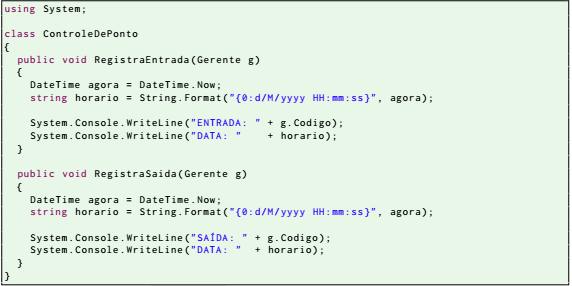 using System;
class ControleDePonto
{
  public void RegistraEntrada(Gerente g)
  {
    DateTime agora = DateTime.Now;
    string horario = String.Format("{0:d/M/yyyy HH:mm:ss}", agora);
    System.Console.WriteLine("ENTRADA: " + g.Codigo);
    System.Console.WriteLine("DATA: "    + horario);
  }
  public void RegistraSaida(Gerente g)
  {
    DateTime agora = DateTime.Now;
    string horario = String.Format("{0:d/M/yyyy HH:mm:ss}", agora);
    System.Console.WriteLine("SAÍDA: " + g.Codigo);
    System.Console.WriteLine("DATA: "  + horario);
  }
}